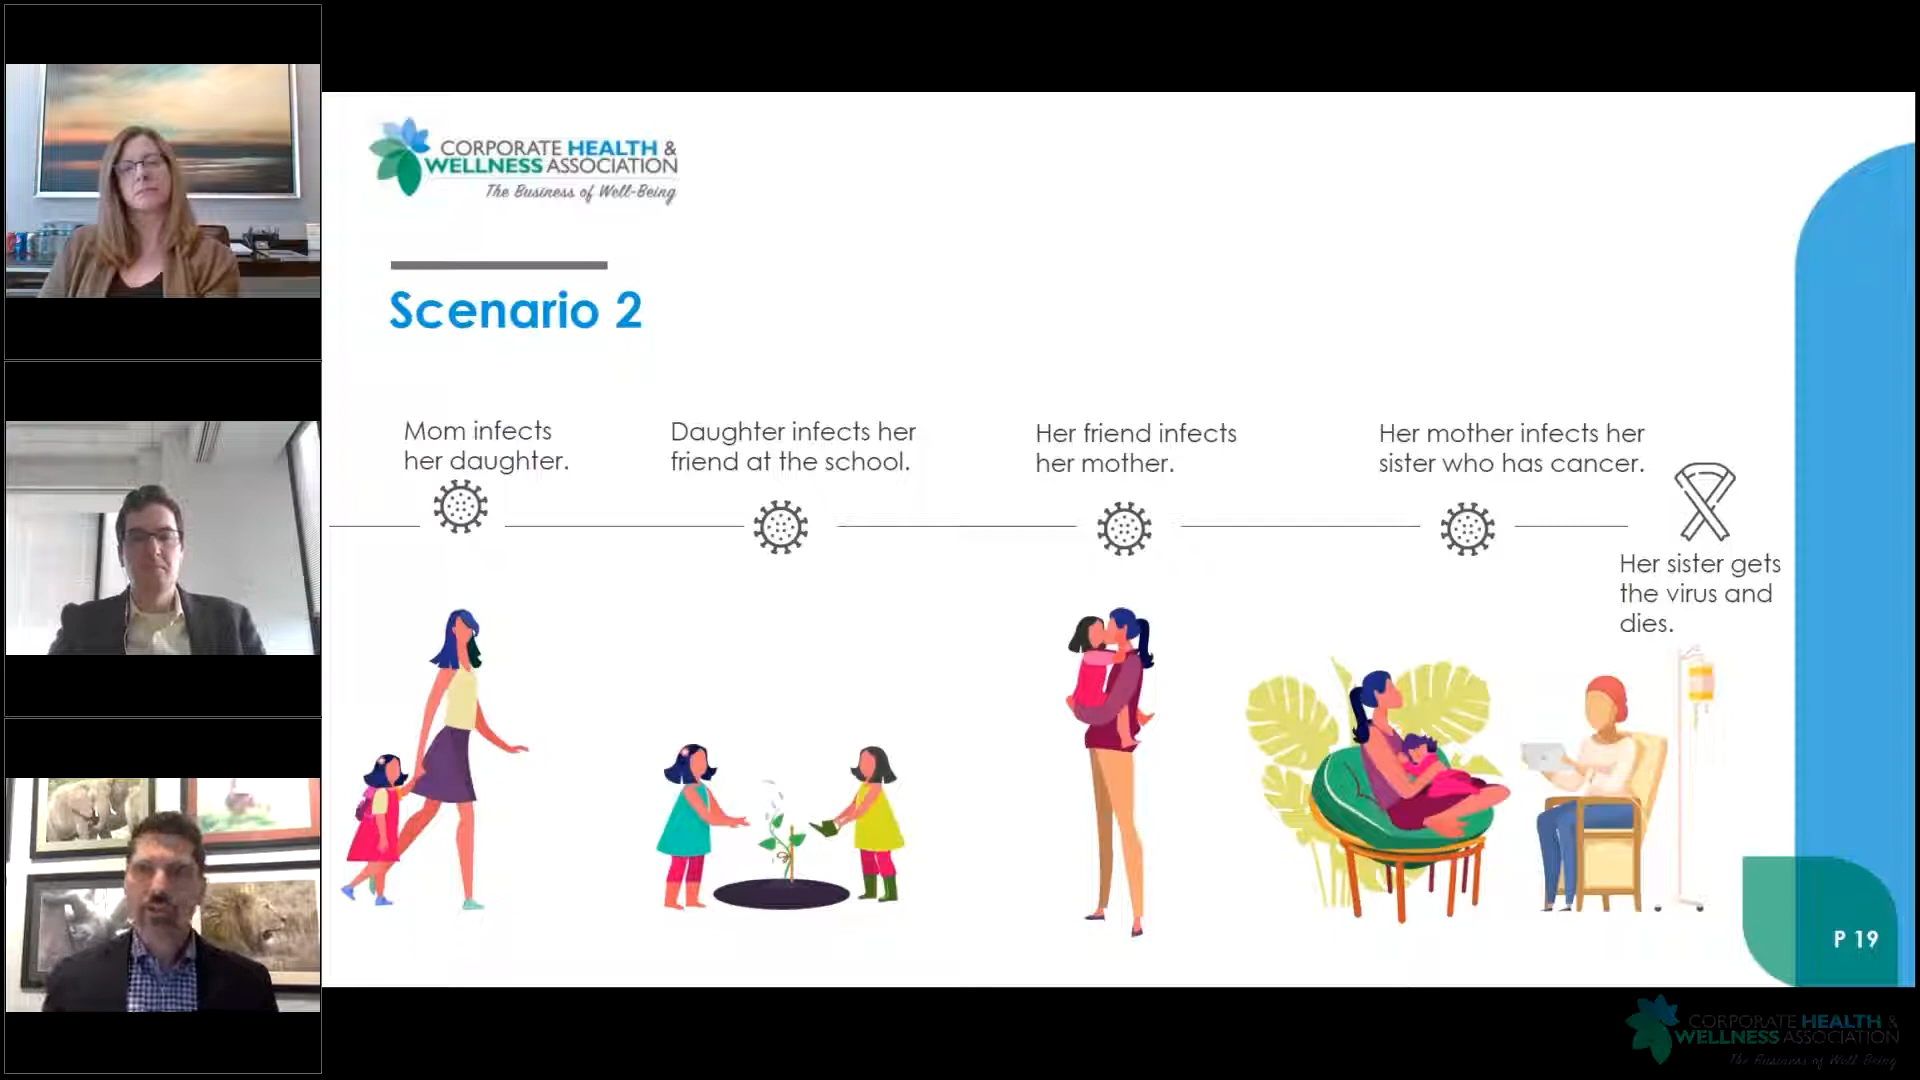 CORPORATE HEALTH &
WELLNESS ASSOCIATION
The Business of Well-Being
Scenario 2
Mom infects
her daughter.
Daughter infects her
friend at the school.
Her friend infects
her mother.
Her mother infects her
sister who has cancer.
Her sister gets
the virus and
dies.
P 19
CORPORATE HEALTH &
WELLNESS ASSOCIATION
The Business of Well-Being